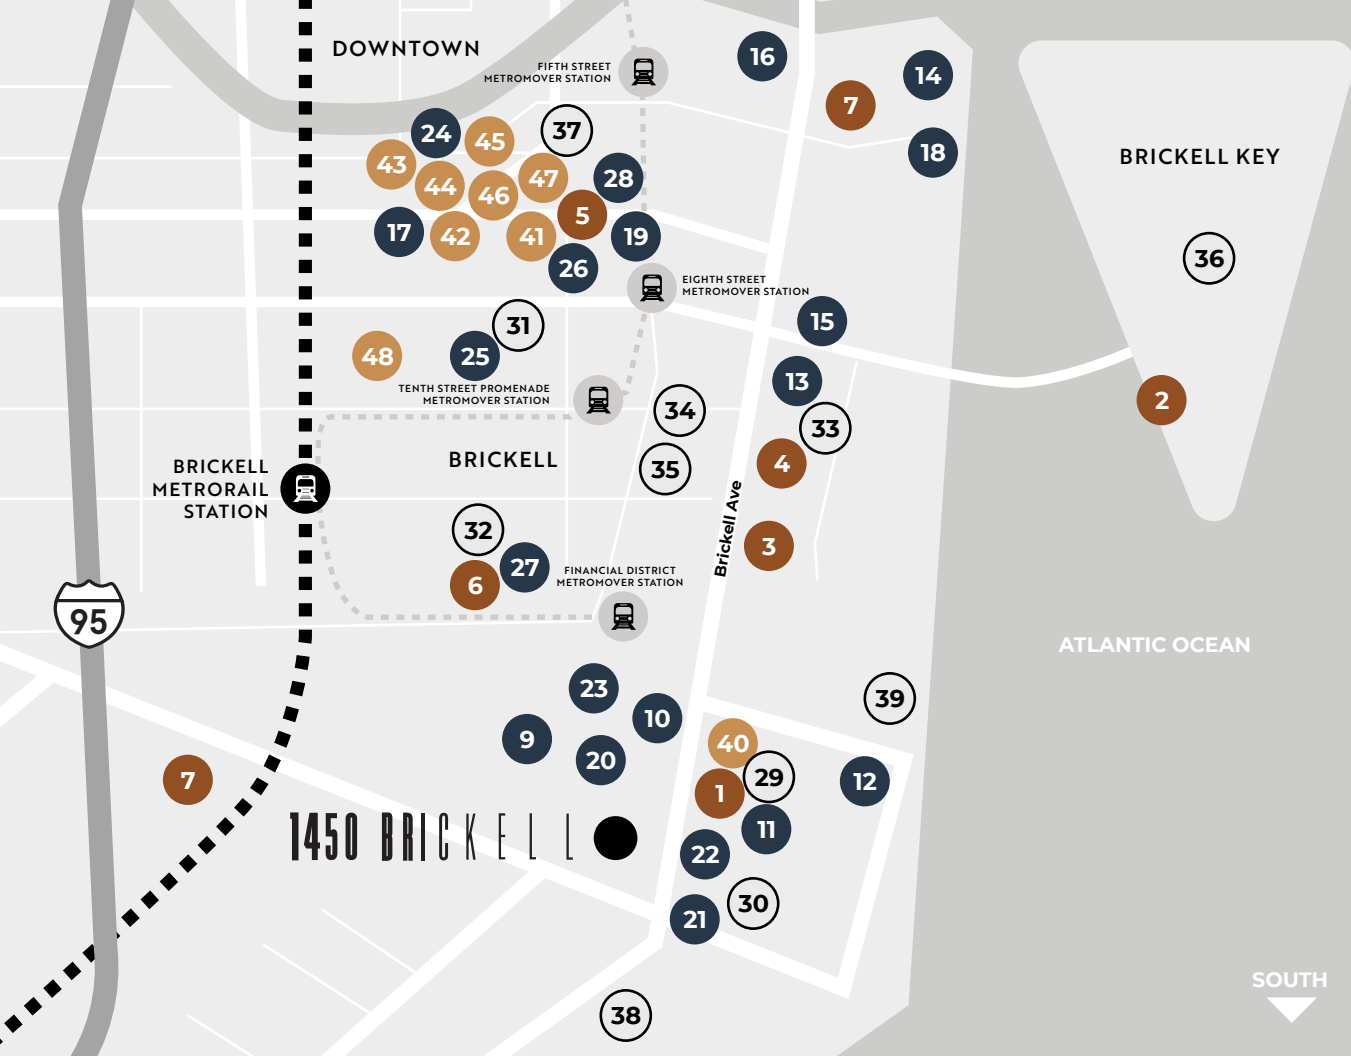 DOWNTOWN
FIFTH STREET
METROMOVER STATION
16
14
7
18
BRICKELL KEY
36
24
45
37
43
44
46
47
28
5
17
42
41
19
26
EIGHTH STREET
METROMOVER STATION
31
15
48
25
13
TENTH STREET PROMENADE
METROMOVER STATION
34
33
2
BRICKELL
METRORAIL
STATION
BRICKELL
35
4
Brickell Ave
32
27
6
3
FINANCIAL DISTRICT
METROMOVER STATION
95
ATLANTIC OCEAN
23
10
39
9
20
40
29
12
7
1
11
1450 BRICKELL
22
21
30
38
SOUTH